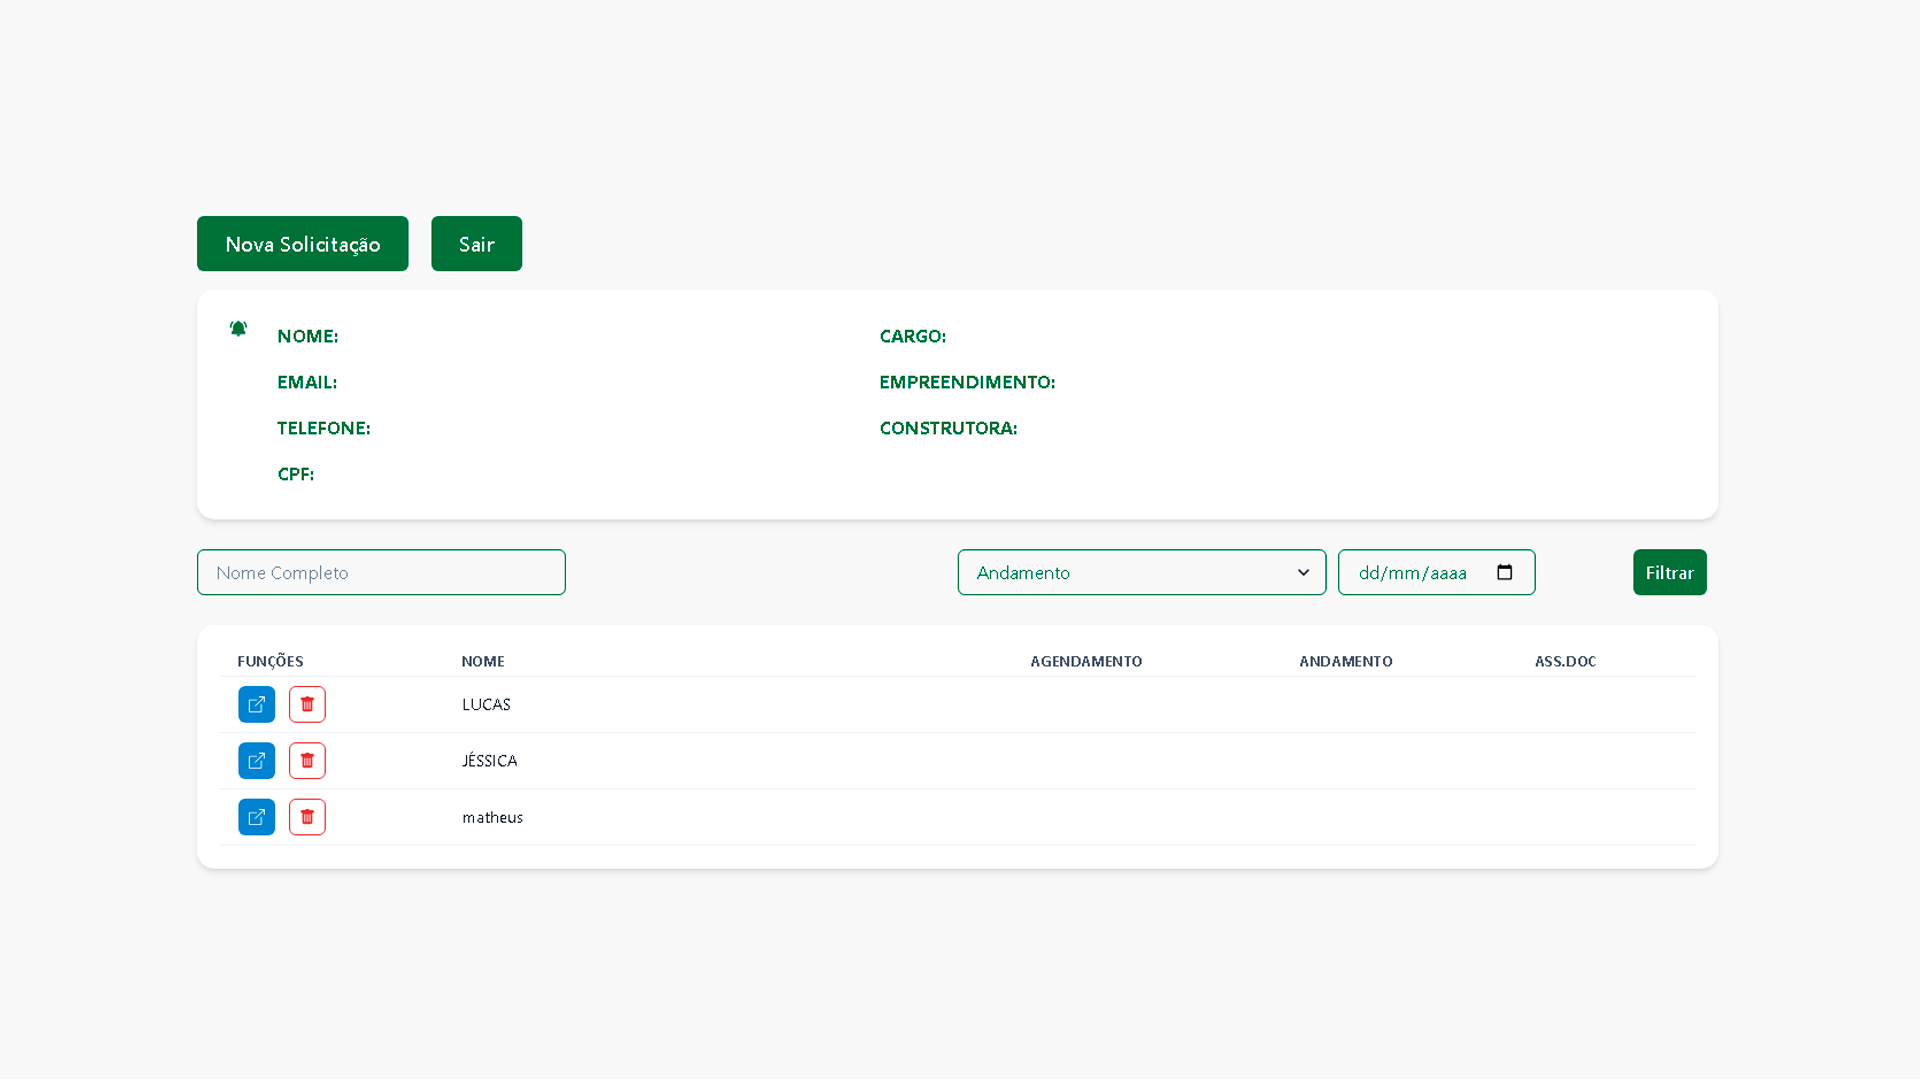 Nova Solicitação Sair
NOME: CARGO:
EMAIL: EMPREENDIMENTO:
TELEFONE: CONSTRUTORA:
CPF:
Nome Completo Andamento dd/mm/aaaa Filtrar
FUNÇÕES NOME AGENDAMENTO ANDAMENTO ASS.DOC
LUCAS
JÉSSICA
matheus